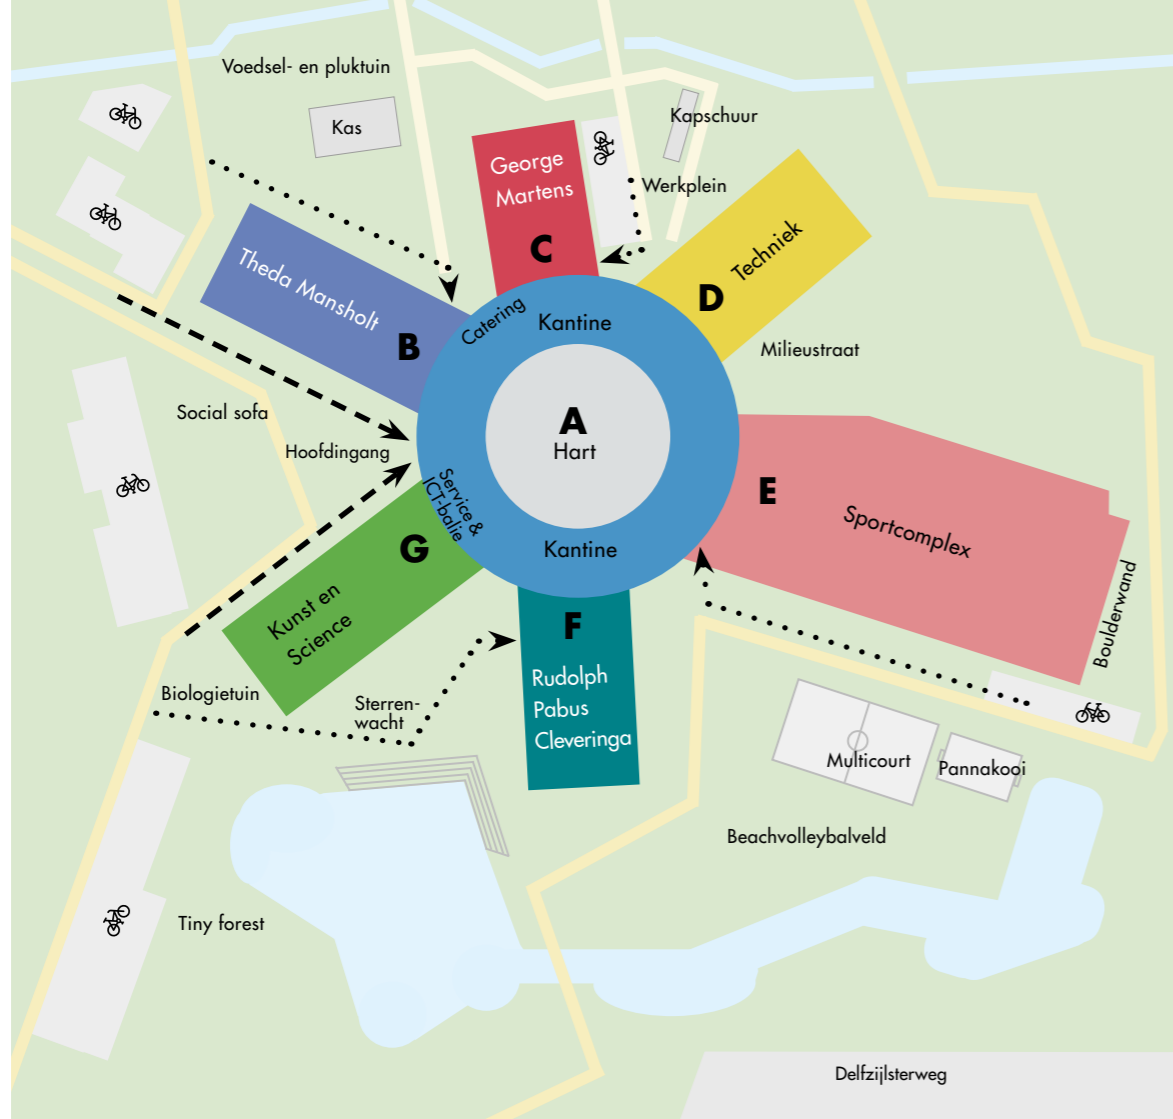 Voedsel- en pluktuin
Kas
Kapschuur
George
Martens
Werkplein
C
Techniek
D
Theda Mansholt
B
Catering
Kantine
Milieustraat
Social sofa
A
Hart
Hoofdingang
Service &
ICT-balie
E
Sportcomplex
G
Kantine
Kunst en
Science
F
Boulderwand
Rudolph
Pabus
Cleveringa
Biologietuin
Sterren-
wacht
Multicourt
Pannakooi
Beachvolleybalveld
Tiny forest
Delfzijlsterweg